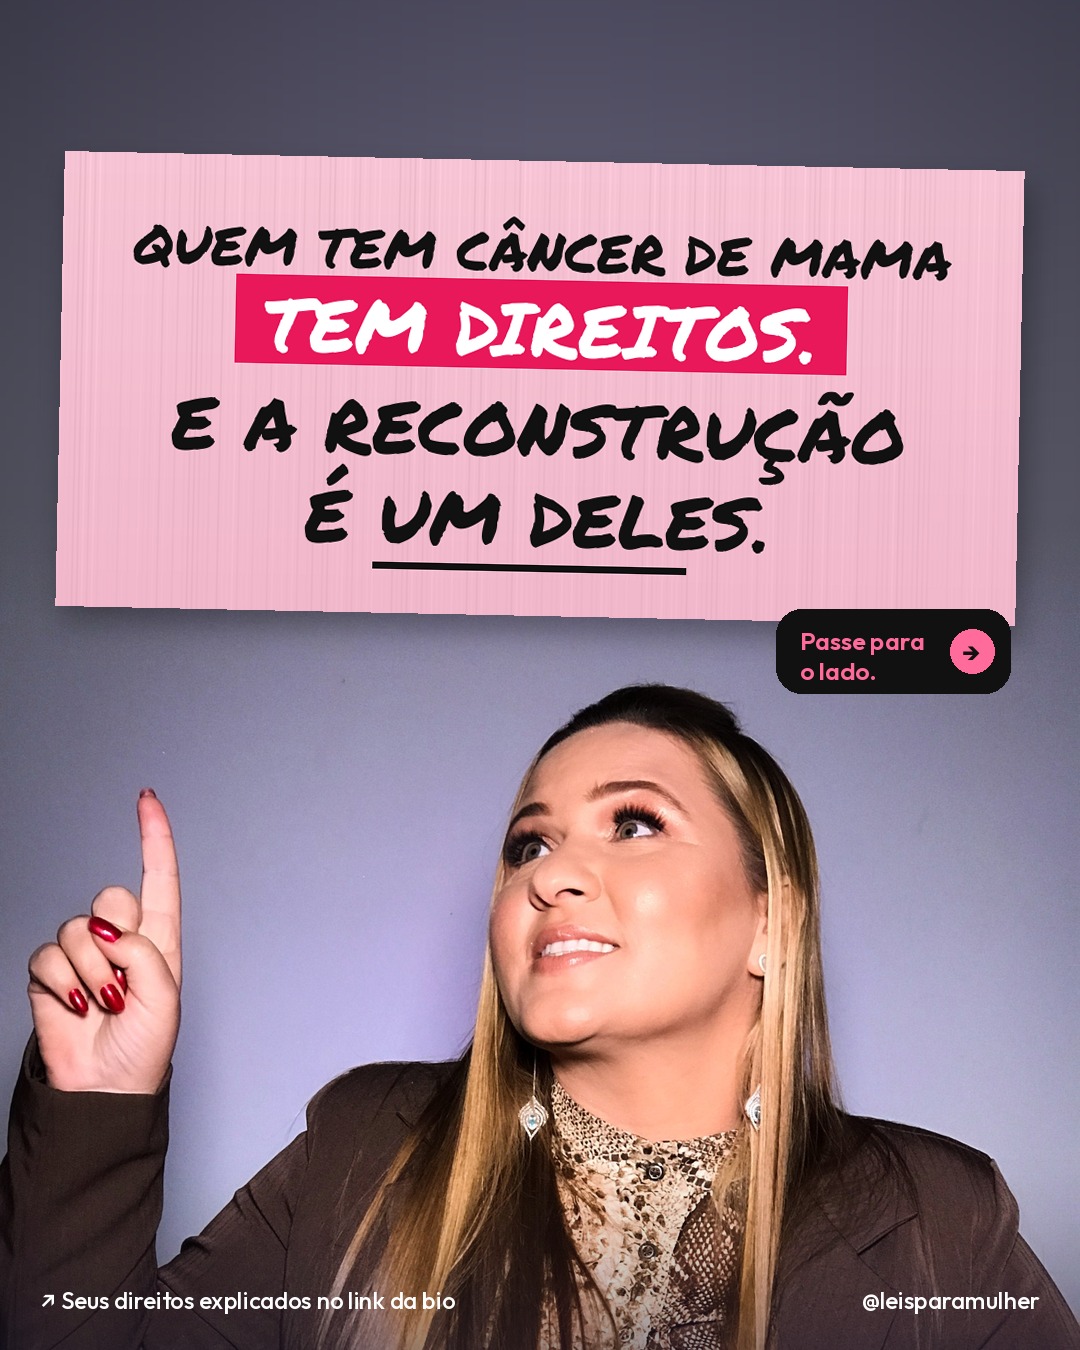 QUEM TEM CÂNCER DE MAMA
TEM DIREITOS.
E A RECONSTRUÇÃO
É UM DELES.
Passe para
o lado.
↗ Seus direitos explicados no link da bio
@leisparamulher